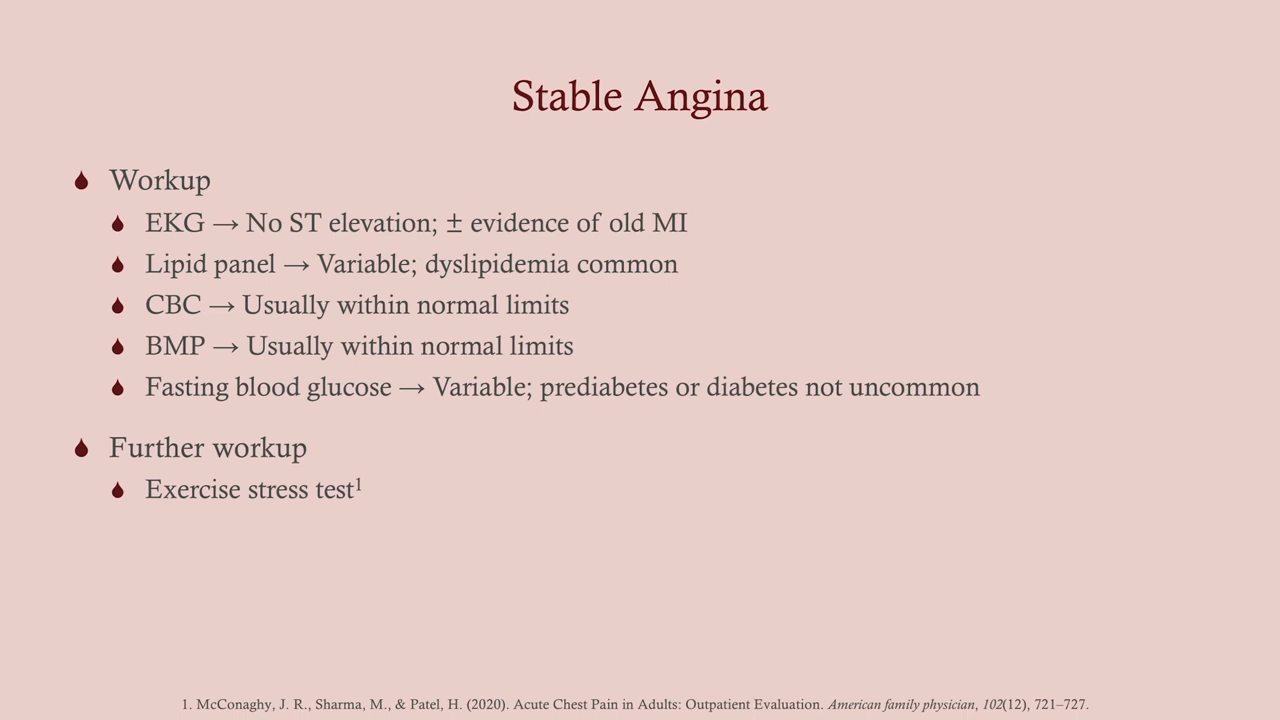 Stable Angina
Workup
EKG → No ST elevation; ± evidence of old MI
Lipid panel → Variable; dyslipidemia common
CBC → Usually within normal limits
BMP → Usually within normal limits
Fasting blood glucose → Variable; prediabetes or diabetes not uncommon
Further workup
Exercise stress test¹
1. McConaghy, J. R., Sharma, M., & Patel, H. (2020). Acute Chest Pain in Adults: Outpatient Evaluation. American family physician, 102(12), 721–727.